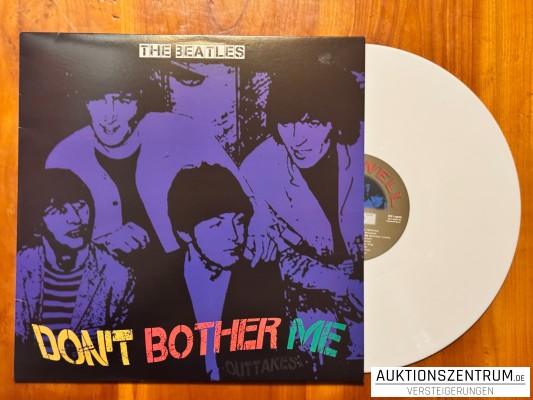 THE BEATLES
DON'T BOTHER ME
OUTTAKES
AUKTIONSZENTRUM.DE
VERSTEIGERUNGEN